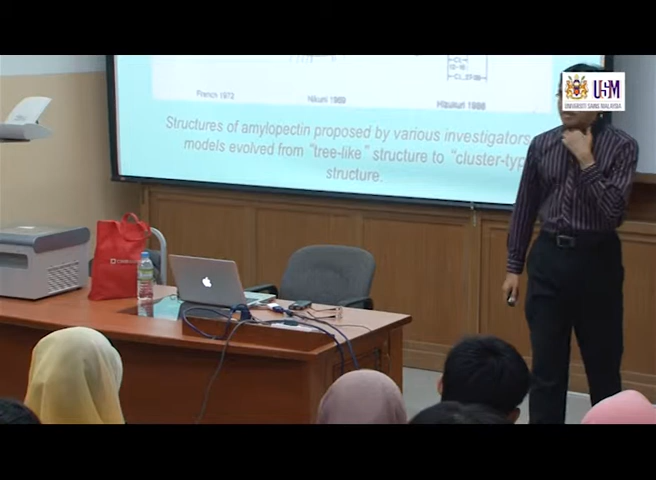 French 1972
Nikuni 1969
Hizukuri 1986
USM
UNIVERSITI SAINS MALAYSIA
Structures of amylopectin proposed by various investigators
models evolved from "tree-like" structure to "cluster-type
structure.